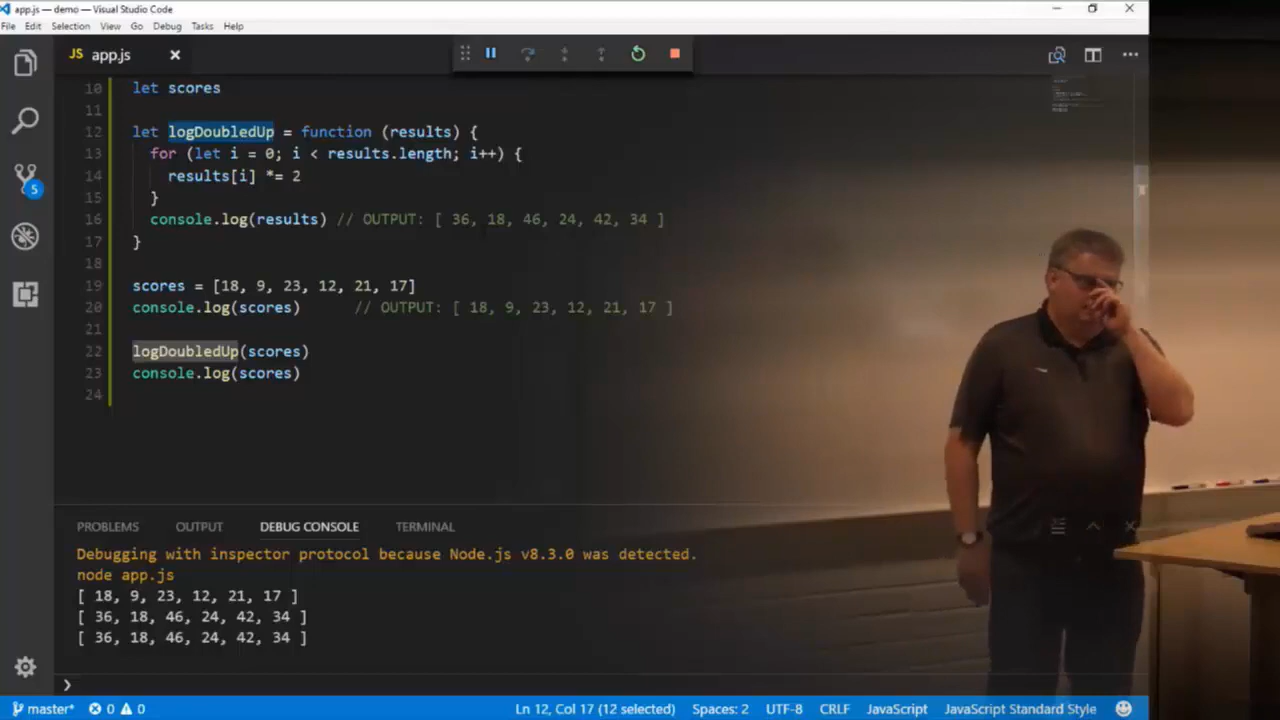 app.js — demo — Visual Studio Code
File Edit Selection View Go Debug Tasks Help
JS app.js
10 let scores
11
12 let logDoubledUp = function (results) {
13 for (let i = 0; i < results.length; i++) {
14 results[i] *= 2
15 }
16 console.log(results) // OUTPUT: [ 36, 18, 46, 24, 42, 34 ]
17 }
18
19 scores = [18, 9, 23, 12, 21, 17]
20 console.log(scores) // OUTPUT: [ 18, 9, 23, 12, 21, 17 ]
21
22 logDoubledUp(scores)
23 console.log(scores)
24
5
PROBLEMS OUTPUT DEBUG CONSOLE TERMINAL
Debugging with inspector protocol because Node.js v8.3.0 was detected.
node app.js
[ 18, 9, 23, 12, 21, 17 ]
[ 36, 18, 46, 24, 42, 34 ]
[ 36, 18, 46, 24, 42, 34 ]
master* 0 0 Ln 12, Col 17 (12 selected) Spaces: 2 UTF-8 CRLF JavaScript JavaScript Standard Style